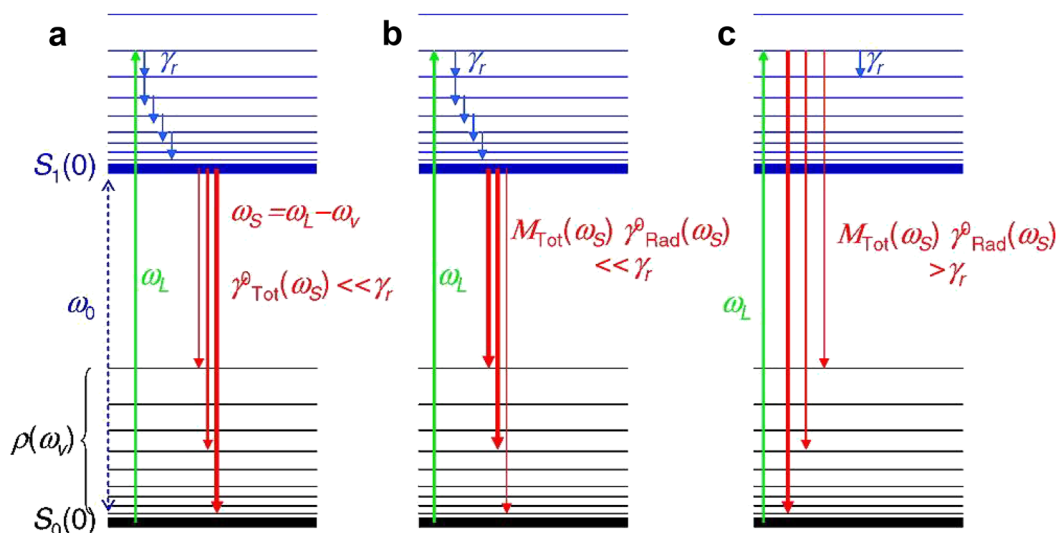 a
γr
S1(0)
ωS =ωL−ωv
γ0Tot(ωS) <<γr
ωL
ω0
ρ(ωv)
S0(0)
b
γr
MTot(ωS) γ0Rad(ωS)
<<γr
ωL
c
γr
MTot(ωS) γ0Rad(ωS)
>γr
ωL